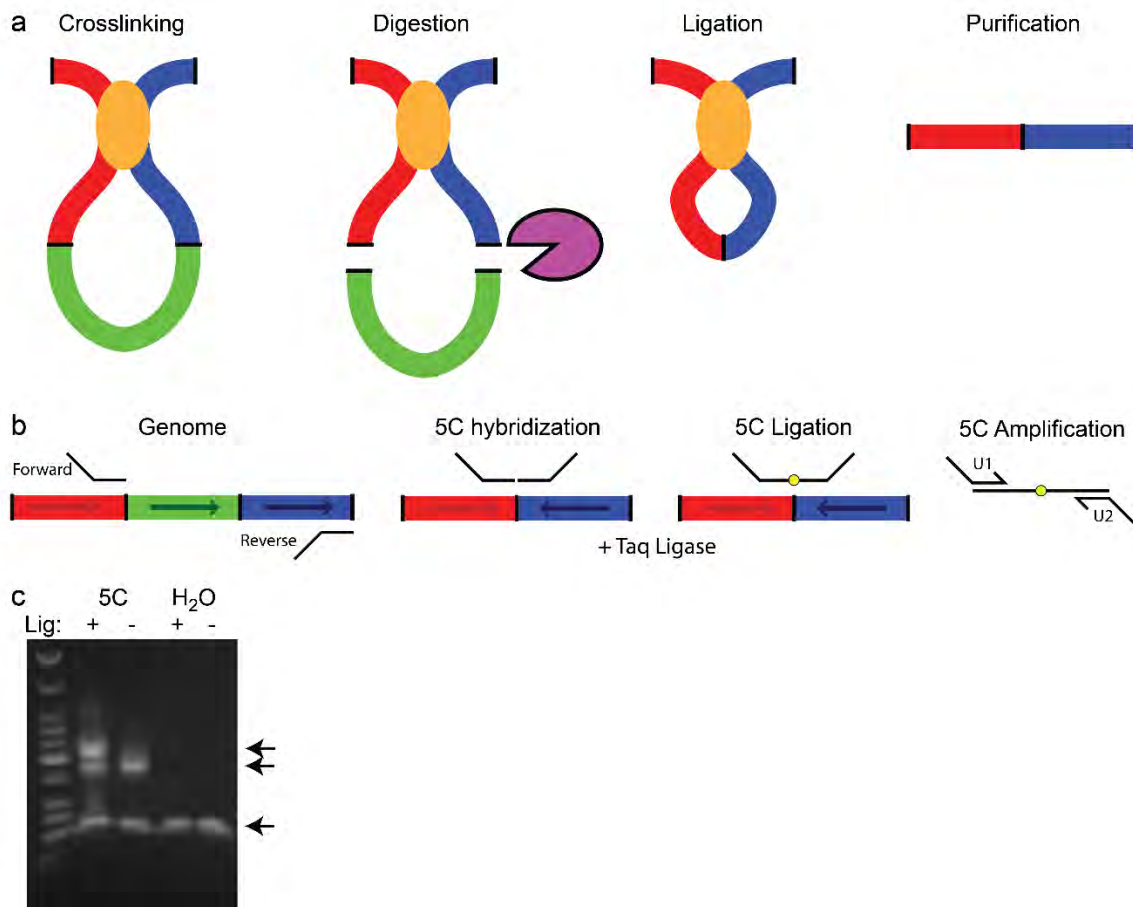 a
Crosslinking Digestion Ligation Purification
b
Genome 5C hybridization 5C Ligation 5C Amplification
Forward
U1
Reverse
U2
+ Taq Ligase
c
5C H₂O
Lig: + - + -